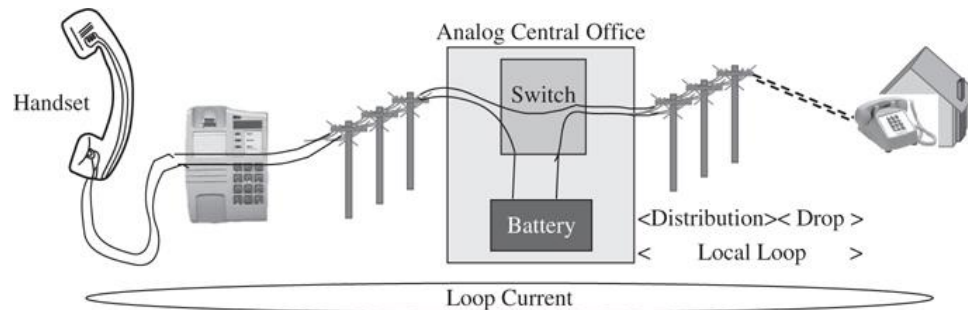 Analog Central Office
Handset
Switch
Battery
<Distribution>< Drop >
< Local Loop >
Loop Current